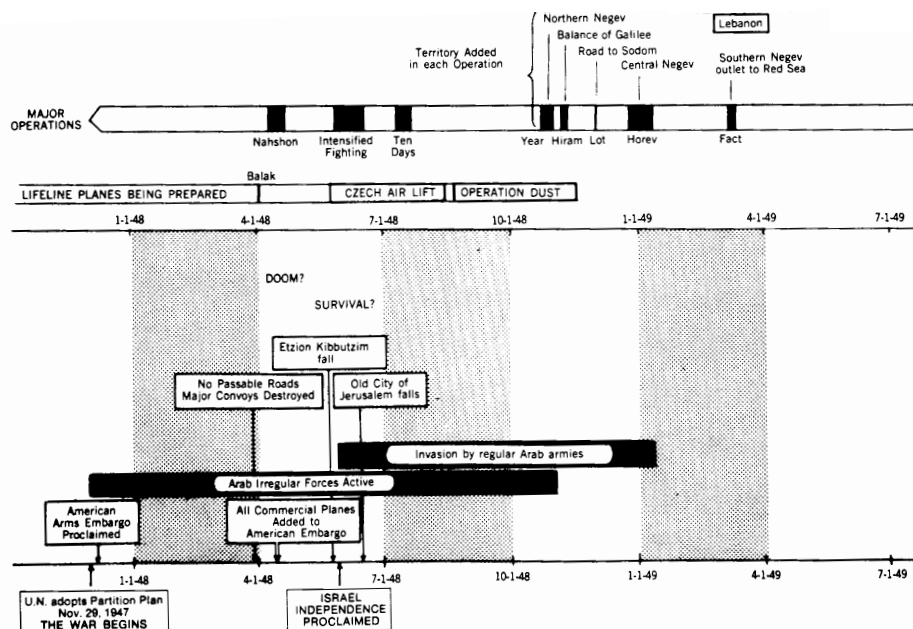 Northern Negev
Lebanon
Balance of Galilee
Territory Added
in each Operation
Road to Sodom
Central Negev
Southern Negev
outlet to Red Sea
MAJOR
OPERATIONS
Nahshon
Intensified
Fighting
Ten
Days
Year
Hiram
Lot
Horev
Fact
Balak
LIFELINE PLANES BEING PREPARED
CZECH AIR LIFT
OPERATION DUST
1-1-48
4-1-48
7-1-48
10-1-48
1-1-49
4-1-49
7-1-49
DOOM?
SURVIVAL?
Etzion Kibbutzim
fall
No Passable Roads
Major Convoys Destroyed
Old City of
Jerusalem falls
Invasion by regular Arab armies
Arab Irregular Forces Active
American
Arms Embargo
Proclaimed
All Commercial Planes
Added to
American Embargo
1-1-48
4-1-48
7-1-48
10-1-48
1-1-49
4-1-49
7-1-49
U.N. adopts Partition Plan
Nov. 29, 1947
THE WAR BEGINS
ISRAEL
INDEPENDENCE
PROCLAIMED